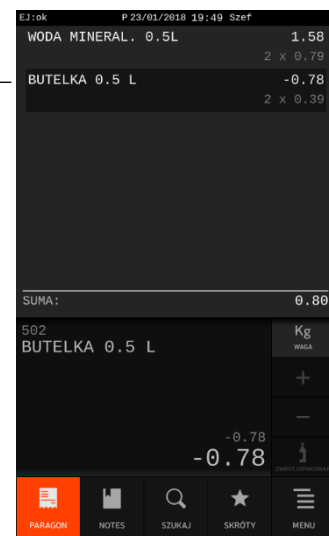 EJ:ok P 23/01/2018 19:49 Szef
WODA MINERAL. 0.5L 1.58
2 x 0.79
BUTELKA 0.5 L -0.78
2 x 0.39
SUMA: 0.80
502
BUTELKA 0.5 L
Kg
WAGA
+
−
-0.78
-0.78
PARAGON NOTES SZUKAJ SKRÓTY MENU